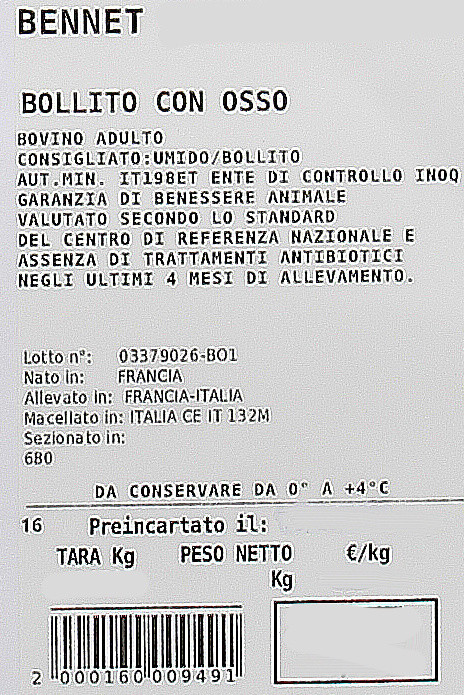 BENNET
BOLLITO CON OSSO
BOVINO ADULTO
CONSIGLIATO:UMIDO/BOLLITO
AUT.MIN. IT198ET ENTE DI CONTROLLO INOQ
GARANZIA DI BENESSERE ANIMALE
VALUTATO SECONDO LO STANDARD
DEL CENTRO DI REFERENZA NAZIONALE E
ASSENZA DI TRATTAMENTI ANTIBIOTICI
NEGLI ULTIMI 4 MESI DI ALLEVAMENTO.
Lotto n°: 03379026-BO1
Nato in: FRANCIA
Allevato in: FRANCIA-ITALIA
Macellato in: ITALIA CE IT 132M
Sezionato in:
680
DA CONSERVARE DA 0° A +4°C
16 Preincartato il:
TARA Kg PESO NETTO €/kg
Kg
2 000160 009491